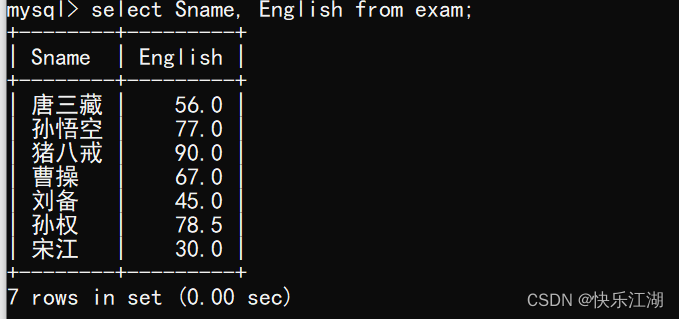 mysql> select Sname, English from exam;
+--------+---------+
| Sname  | English |
+--------+---------+
| 唐三藏 |    56.0 |
| 孙悟空 |    77.0 |
| 猪八戒 |    90.0 |
| 曹操   |    67.0 |
| 刘备   |    45.0 |
| 孙权   |    78.5 |
| 宋江   |    30.0 |
+--------+---------+
7 rows in set (0.00 sec)
CSDN @快乐江湖